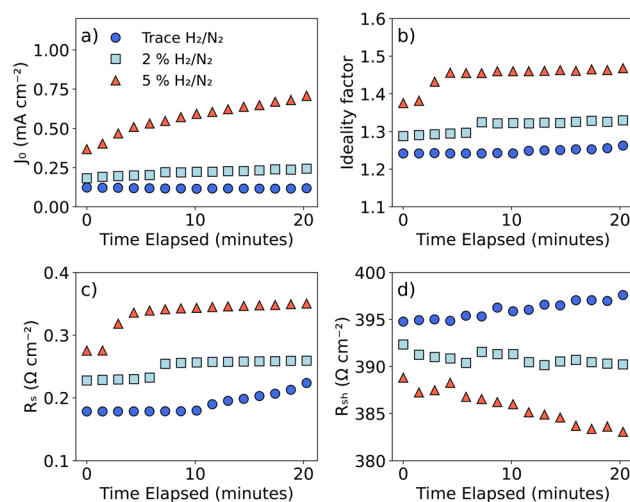 a)
Trace H₂/N₂
2 % H₂/N₂
5 % H₂/N₂
J₀ (mA cm⁻²)
1.00
0.75
0.50
0.25
0.00
0
10
20
Time Elapsed (minutes)
b)
Ideality factor
1.6
1.5
1.4
1.3
1.2
1.1
0
10
20
Time Elapsed (minutes)
c)
Rₛ (Ω cm⁻²)
0.4
0.3
0.2
0.1
0
10
20
Time Elapsed (minutes)
d)
Rₛₕ (Ω cm⁻²)
400
395
390
385
380
0
10
20
Time Elapsed (minutes)